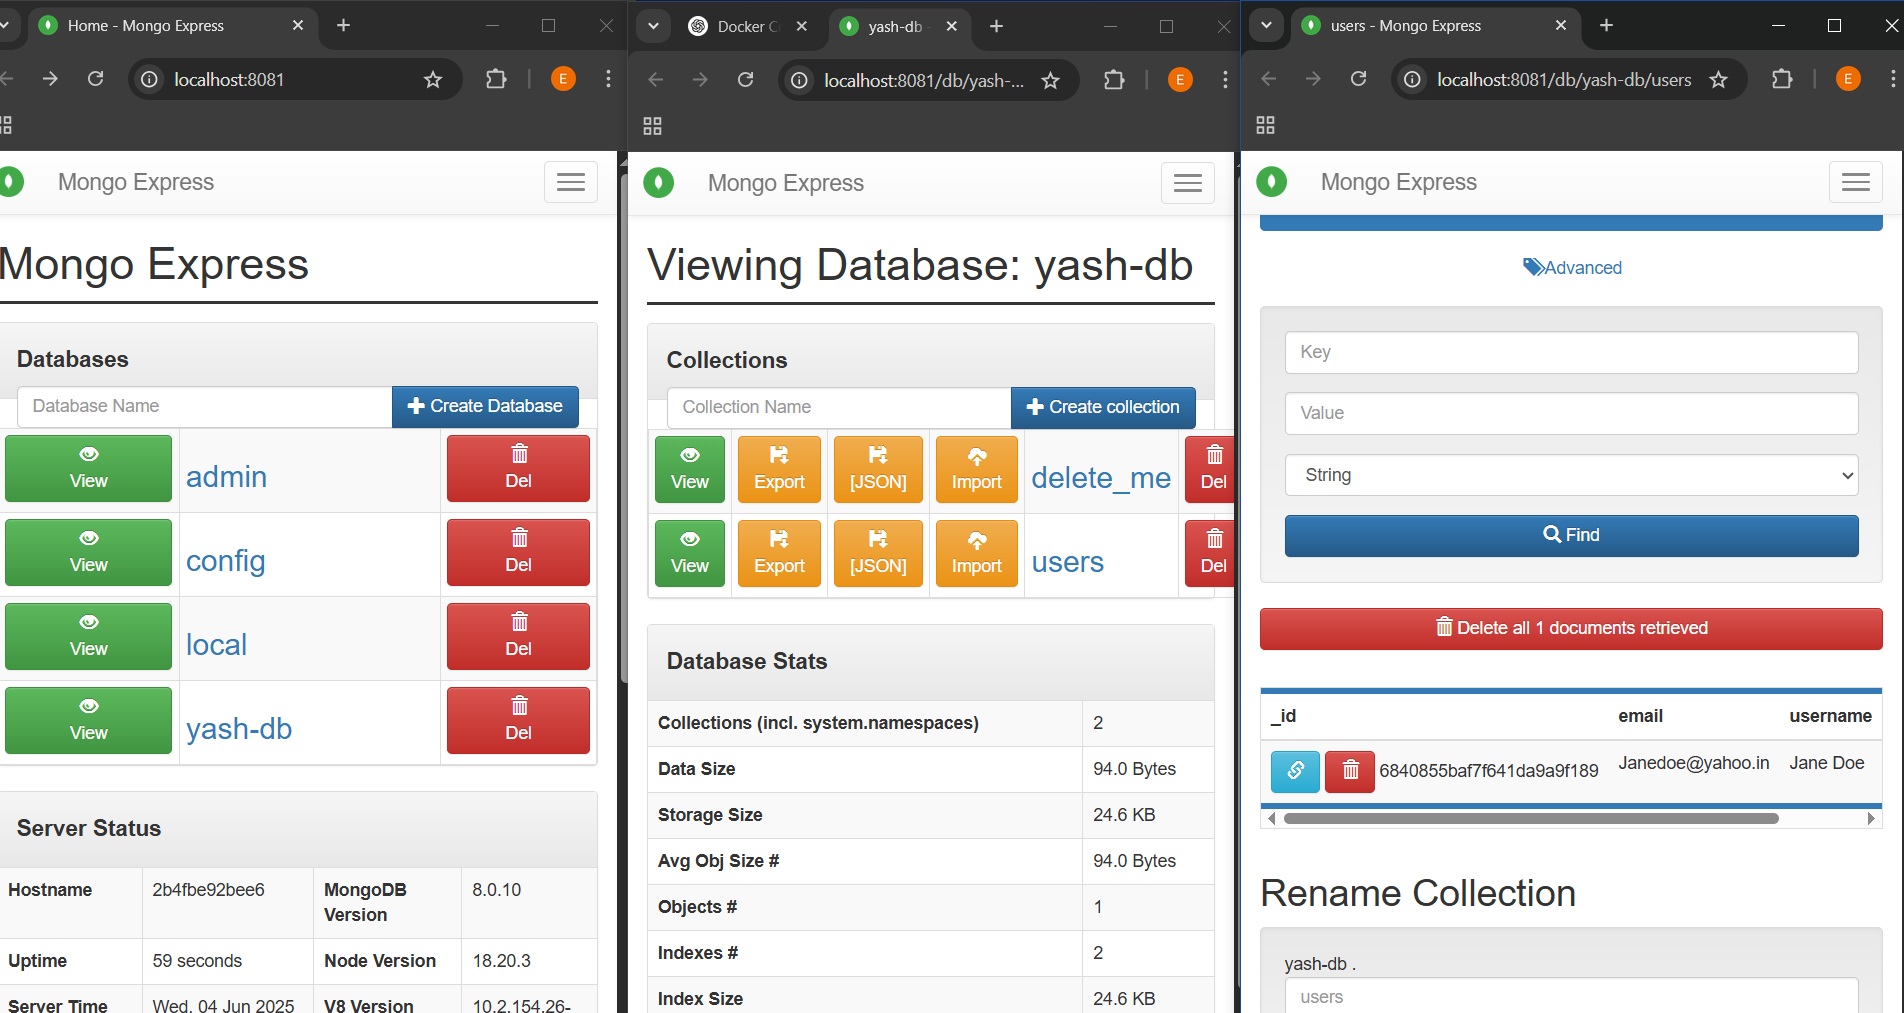 Home - Mongo Express
localhost:8081
E
Mongo Express
Mongo Express
Databases
Database Name
Create Database
View
admin
Del
View
config
Del
View
local
Del
View
yash-db
Del
Server Status
Hostname 2b4fbe92bee6 MongoDB Version 8.0.10
Uptime 59 seconds Node Version 18.20.3
Server Time Wed, 04 Jun 2025 V8 Version 10.2.154.26-
Docker C
yash-db -
localhost:8081/db/yash-...
E
Mongo Express
Viewing Database: yash-db
Collections
Collection Name
Create collection
View
Export
[JSON]
Import
delete_me
Del
View
Export
[JSON]
Import
users
Del
Database Stats
Collections (incl. system.namespaces) 2
Data Size 94.0 Bytes
Storage Size 24.6 KB
Avg Obj Size # 94.0 Bytes
Objects # 1
Indexes # 2
Index Size 24.6 KB
users - Mongo Express
localhost:8081/db/yash-db/users
E
Mongo Express
Advanced
Key
Value
String
Find
Delete all 1 documents retrieved
_id email username
6840855baf7f641da9a9f189 Janedoe@yahoo.in Jane Doe
Rename Collection
yash-db .
users